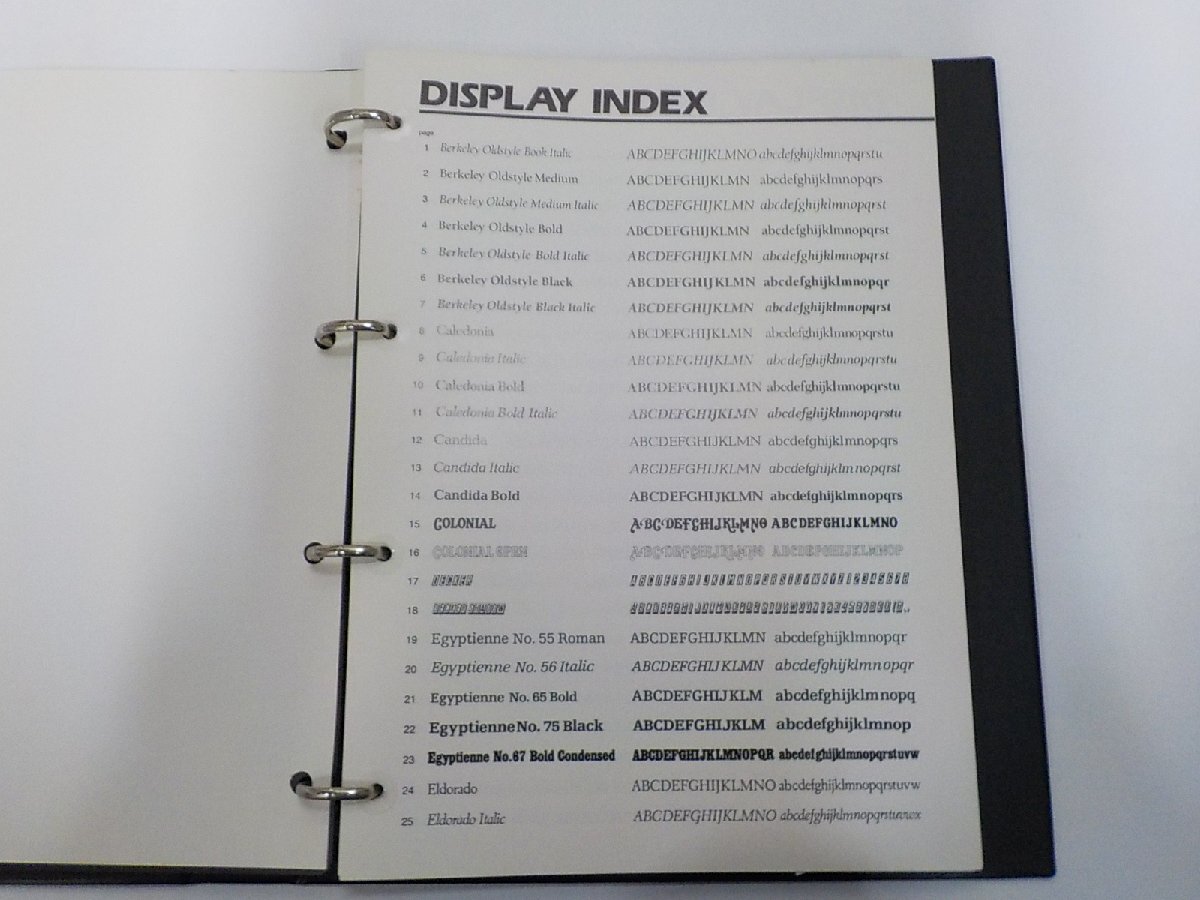 DISPLAY INDEX
page
1 Berkeley Oldstyle Book Italic ABCDEFGHIJKLMNO abcdefghijklmnopqrstu
2 Berkeley Oldstyle Medium ABCDEFGHIJKLMN abcdefghijklmnopqrs
3 Berkeley Oldstyle Medium Italic ABCDEFGHIJKLMN abcdefghijklmnopqrst
4 Berkeley Oldstyle Bold ABCDEFGHIJKLMN abcdefghijklmnopqrst
5 Berkeley Oldstyle Bold Italic ABCDEFGHIJKLMN abcdefghijklmnopqrst
6 Berkeley Oldstyle Black ABCDEFGHIJKLMN abcdefghijklmnopqr
7 Berkeley Oldstyle Black Italic ABCDEFGHIJKLMN abcdefghijklmnopqrst
8 Caledonia ABCDEFGHIJKLMN abcdefghijklmnopqrstu
9 Caledonia Italic ABCDEFGHIJKLMN abcdefghijklmnopqrstu
10 Caledonia Bold ABCDEFGHIJKLMN abcdefghijklmnopqrstu
11 Caledonia Bold Italic ABCDEFGHIJKLMN abcdefghijklmnopqrstu
12 Candida ABCDEFGHIJKLMN abcdefghijklmnopqrs
13 Candida Italic ABCDEFGHIJKLMN abcdefghijklmnopqrst
14 Candida Bold ABCDEFGHIJKLMN abcdefghijklmnopqrs
15 COLONIAL ABCDEFGHIJKLMNO ABCDEFGHIJKLMNO
16 COLONIAL OPEN ABCDEFGHIJKLMNO ABCDEFGHIJKLMNOP
17
18
19 Egyptienne No. 55 Roman ABCDEFGHIJKLMN abcdefghijklmnopqr
20 Egyptienne No. 56 Italic ABCDEFGHIJKLMN abcdefghijklmnopqr
21 Egyptienne No. 65 Bold ABCDEFGHIJKLM abcdefghijklmnopq
22 Egyptienne No. 75 Black ABCDEFGHIJKLM abcdefghijklmnop
23 Egyptienne No.67 Bold Condensed ABCDEFGHIJKLMNOPQR abcdefghijklmnopqrstuvw
24 Eldorado ABCDEFGHIJKLMNO abcdefghijklmnopqrstuvw
25 Eldorado Italic ABCDEFGHIJKLMNO abcdefghijklmnopqrstuvwx